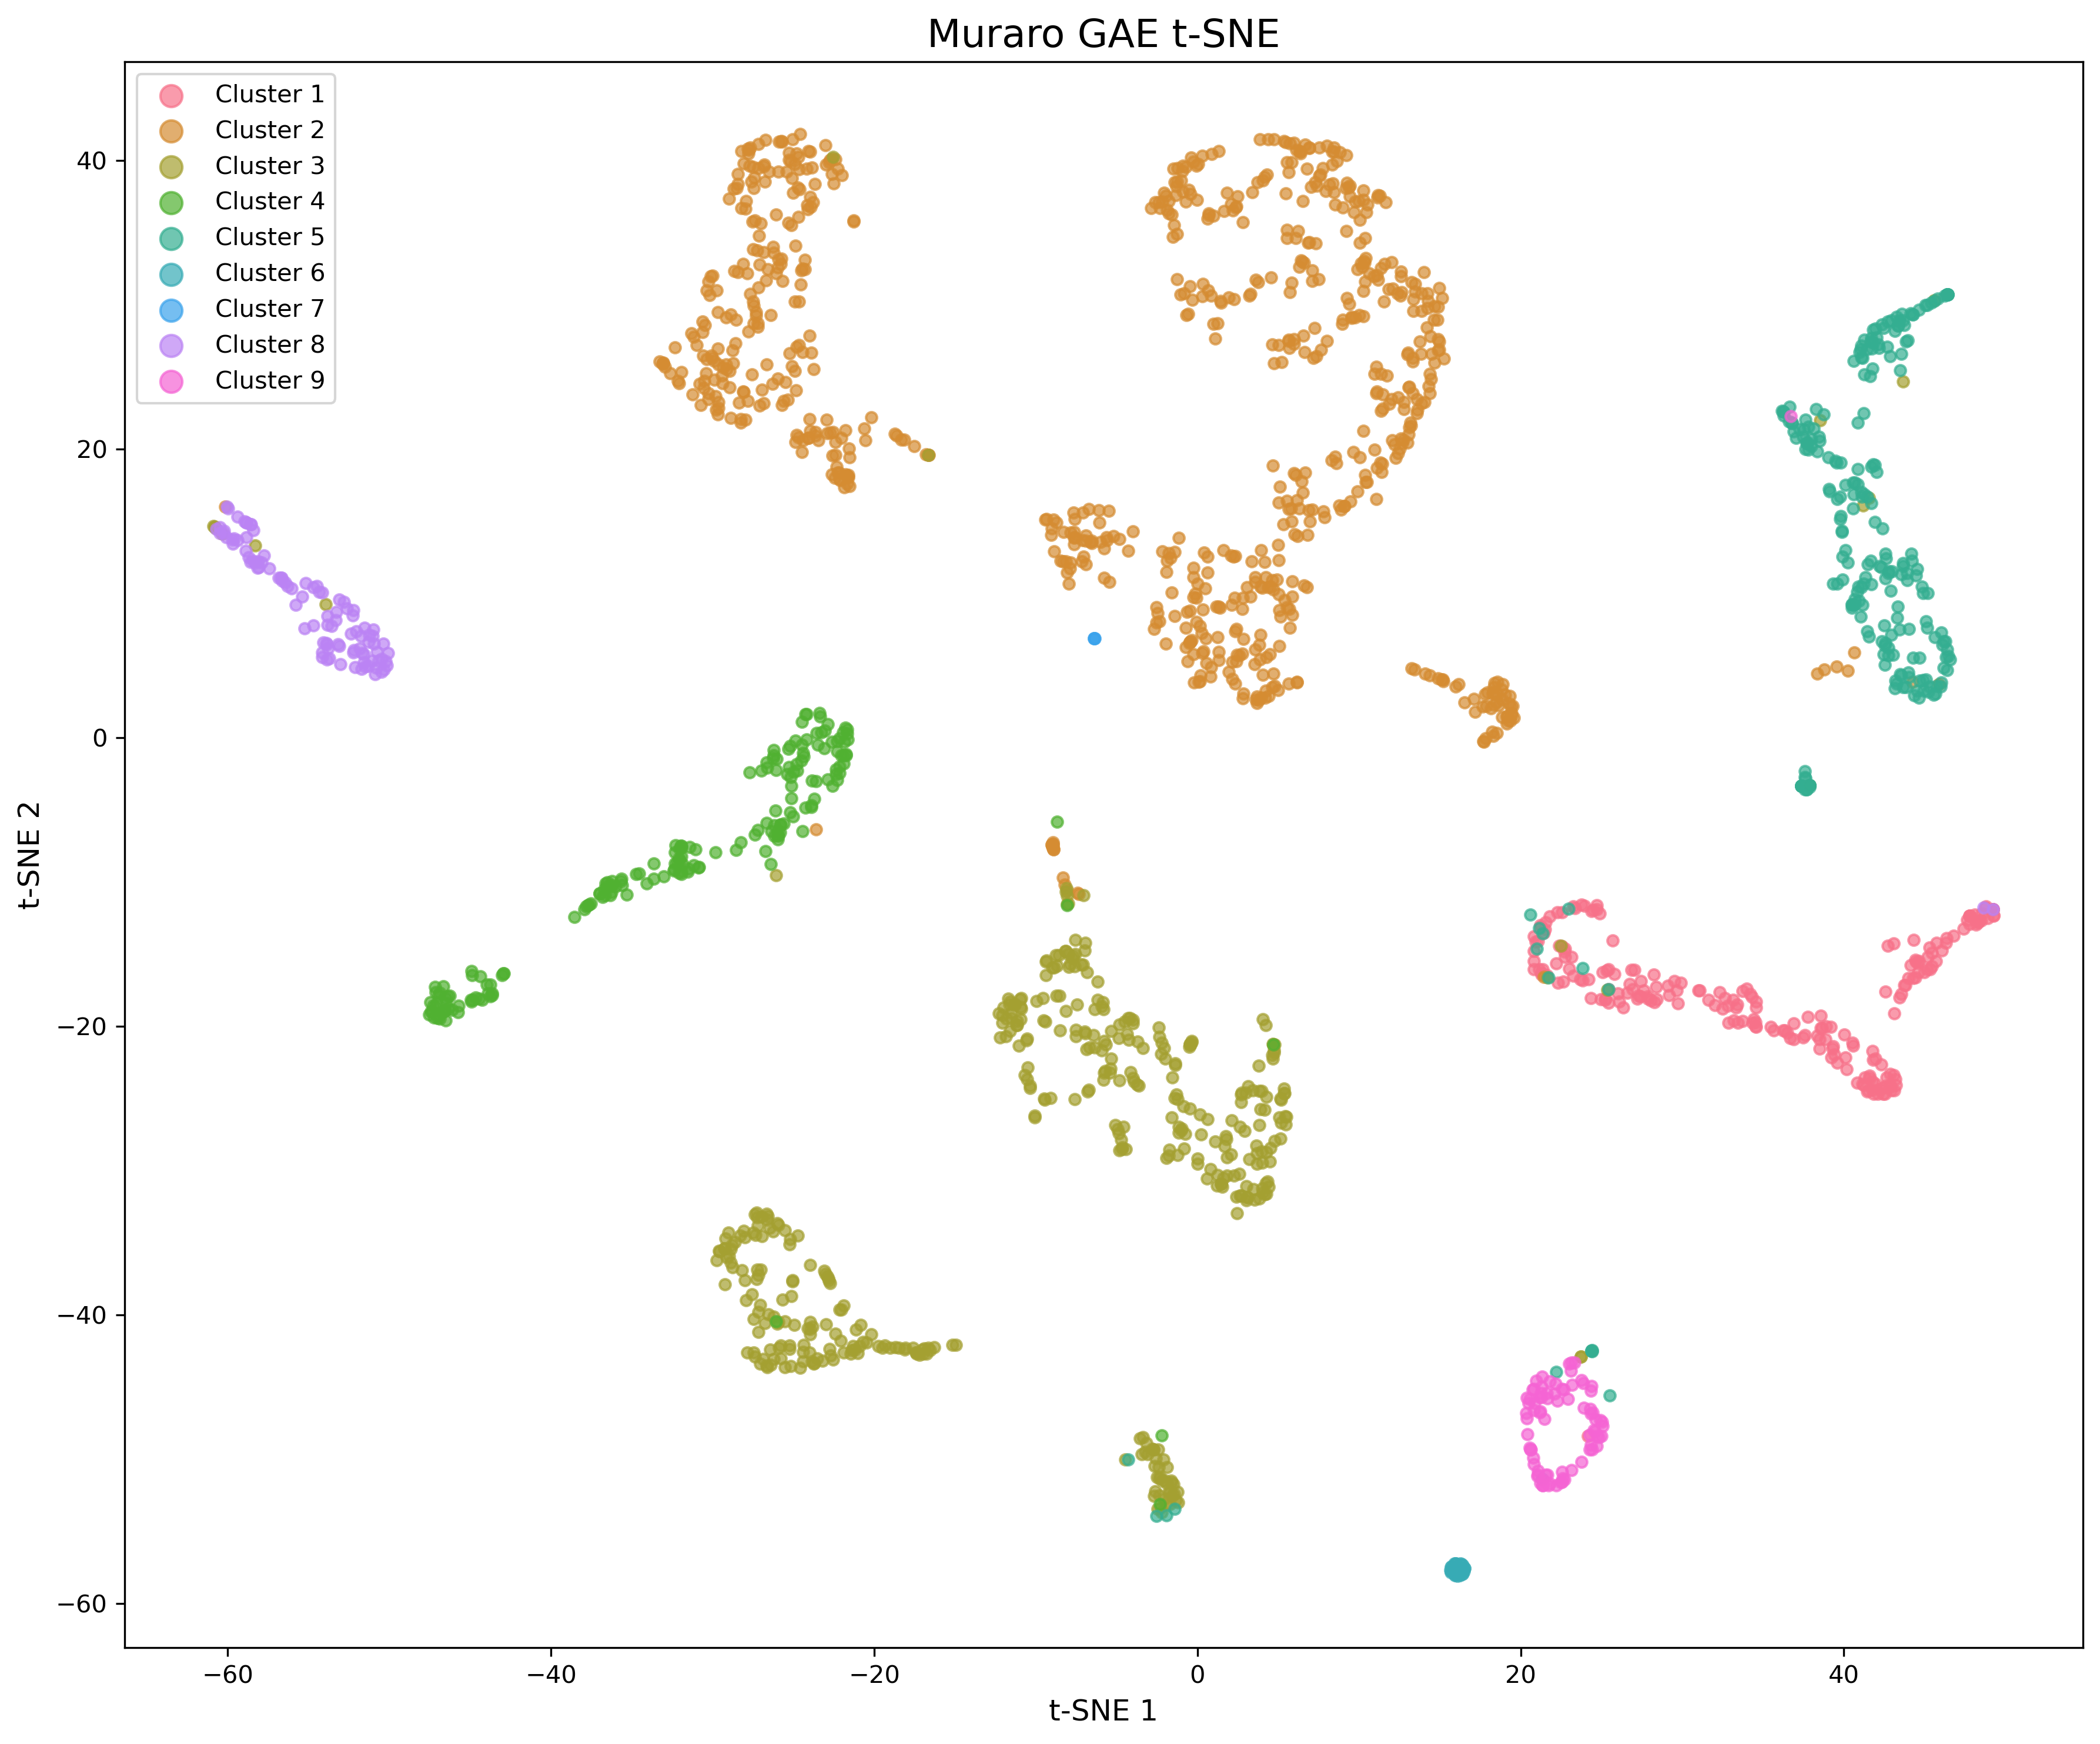 Muraro GAE t-SNE
Cluster 1
Cluster 2
Cluster 3
Cluster 4
Cluster 5
Cluster 6
Cluster 7
Cluster 8
Cluster 9
40
20
0
−20
−40
−60
t-SNE 2
−60 −40 −20 0 20 40
t-SNE 1